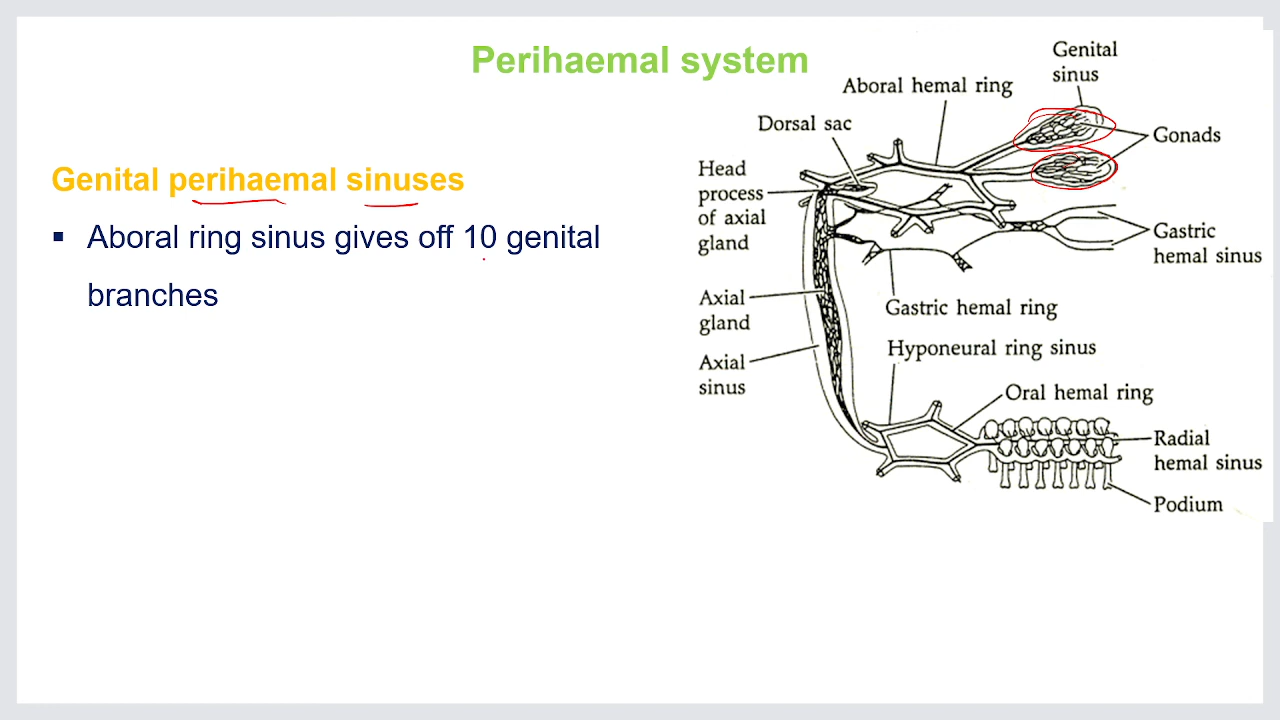 Perihaemal system
Genital perihaemal sinuses
▪ Aboral ring sinus gives off 10 genital
branches
Genital
sinus
Aboral hemal ring
Dorsal sac
Gonads
Head
process
of axial
gland
Gastric
hemal sinus
Axial
gland
Gastric hemal ring
Hyponeural ring sinus
Axial
sinus
Oral hemal ring
Radial
hemal sinus
Podium